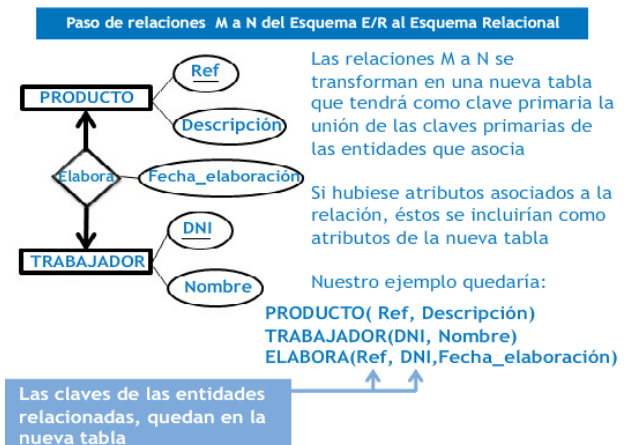 Paso de relaciones M a N del Esquema E/R al Esquema Relacional
Ref
PRODUCTO
Descripción
Elabora
Fecha_elaboración
DNI
TRABAJADOR
Nombre
Las relaciones M a N se
transforman en una nueva tabla
que tendrá como clave primaria la
unión de las claves primarias de
las entidades que asocia
Si hubiese atributos asociados a la
relación, éstos se incluirían como
atributos de la nueva tabla
Nuestro ejemplo quedaría:
PRODUCTO( Ref, Descripción)
TRABAJADOR(DNI, Nombre)
ELABORA(Ref, DNI,Fecha_elaboración)
Las claves de las entidades
relacionadas, quedan en la
nueva tabla